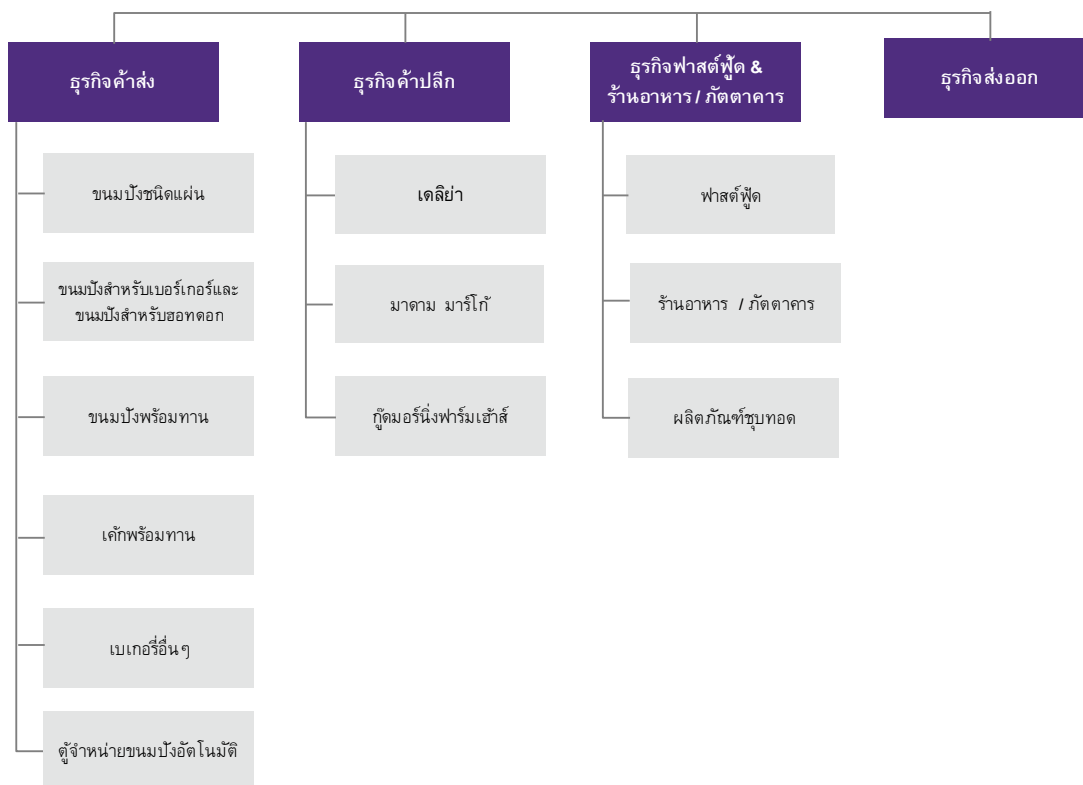 ธุรกิจค้าส่ง
ขนมปังชนิดแผ่น
ขนมปังสำหรับเบอร์เกอร์และ
ขนมปังสำหรับฮอทดอก
ขนมปังพร้อมทาน
เค้กพร้อมทาน
เบเกอรี่อื่นๆ
ตู้จำหน่ายขนมปังอัตโนมัติ
ธุรกิจค้าปลีก
เดลิย่า
มาดาม มาร์โก้
กู๊ดมอร์นิ่งฟาร์มเฮ้าส์
ธุรกิจฟาสต์ฟู้ด &
ร้านอาหาร / ภัตตาคาร
ฟาสต์ฟู้ด
ร้านอาหาร / ภัตตาคาร
ผลิตภัณฑ์ชุบทอด
ธุรกิจส่งออก